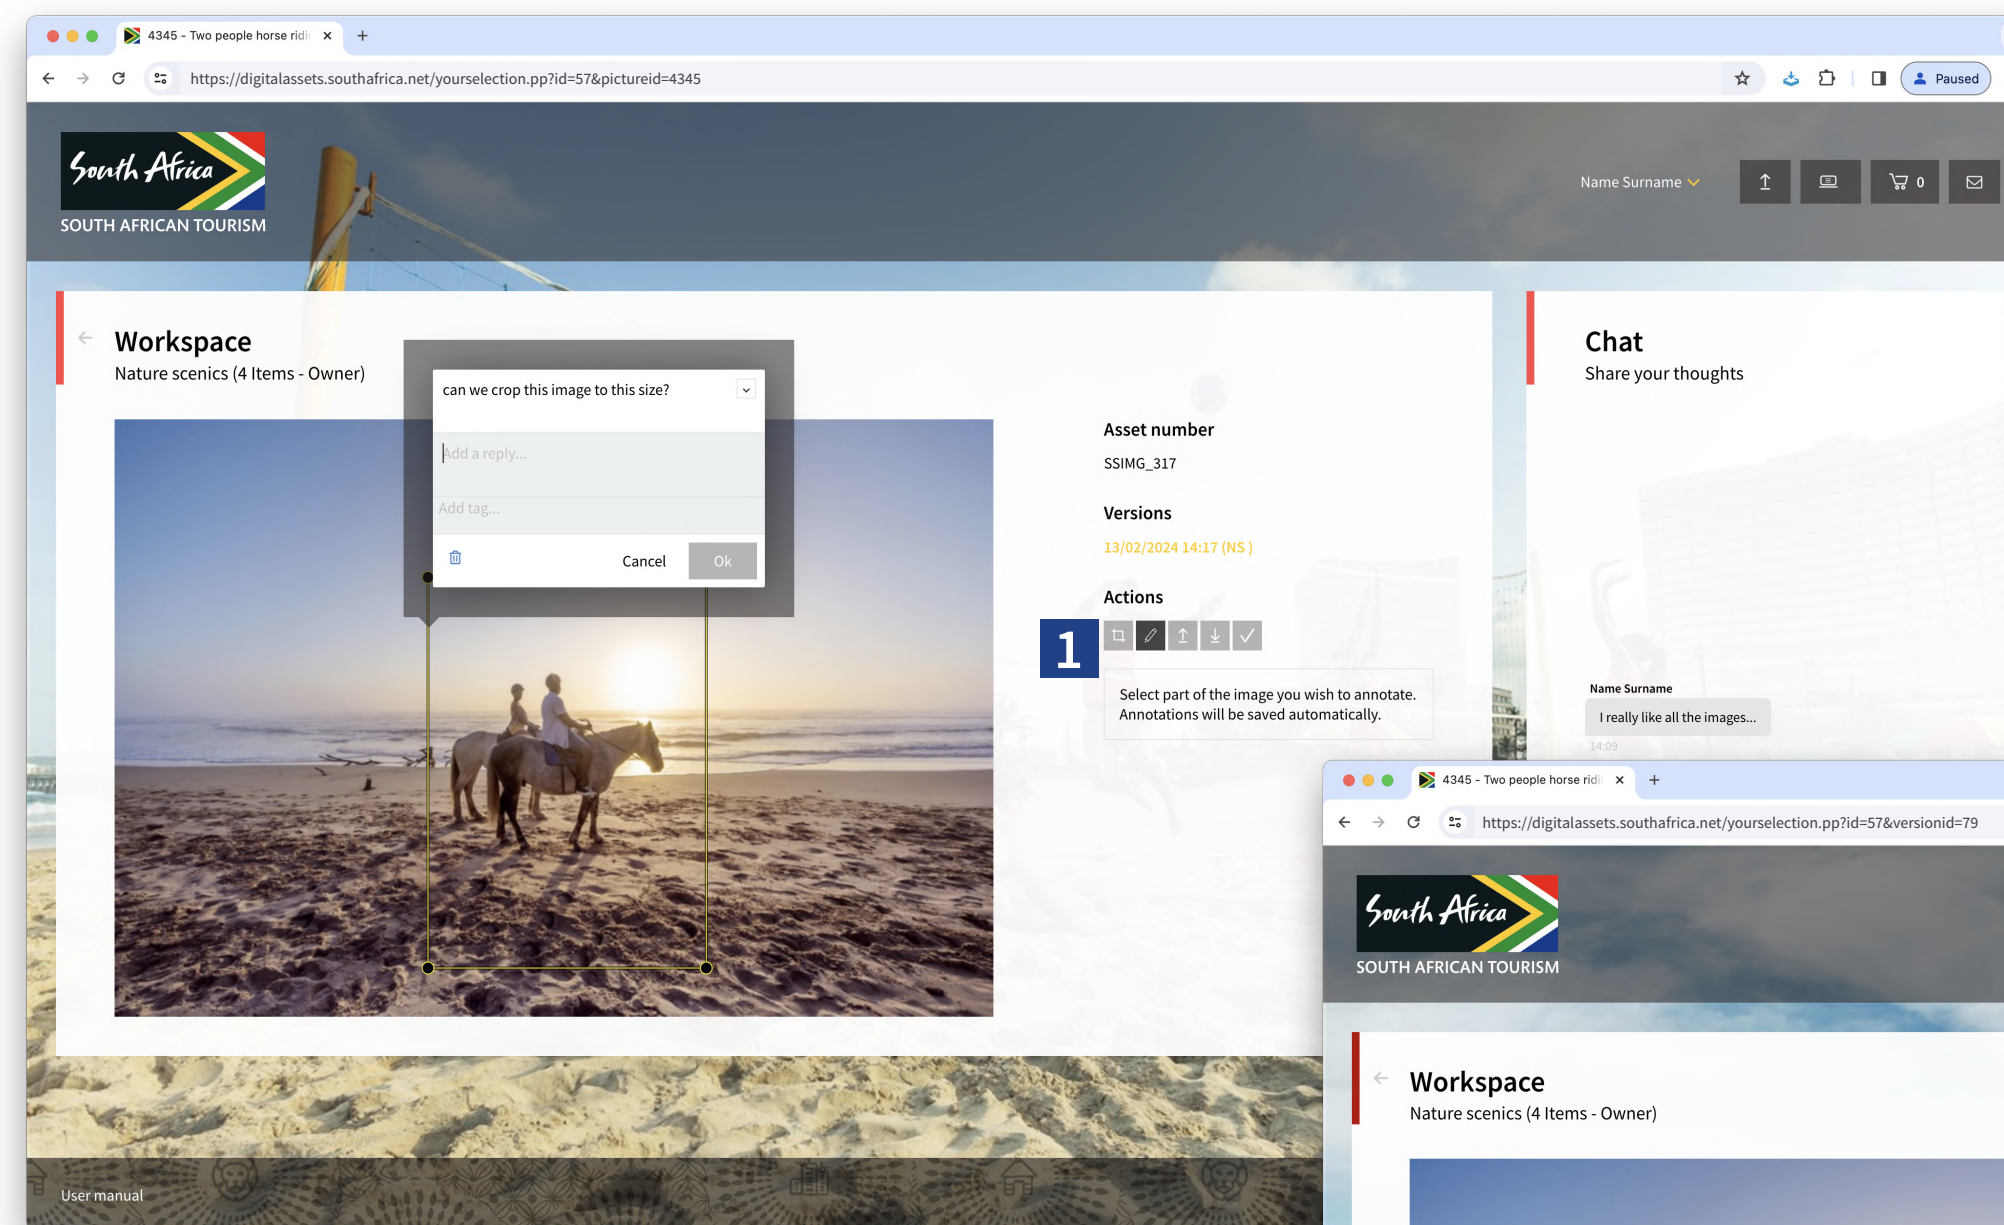 4345 - Two people horse ridi
https://digitalassets.southafrica.net/yourselection.pp?id=57&pictureid=4345
Paused
South Africa
SOUTH AFRICAN TOURISM
Name Surname
0
Workspace
Nature scenics (4 Items - Owner)
can we crop this image to this size?
Add a reply...
Add tag...
Cancel
Ok
Asset number
SSIMG_317
Versions
13/02/2024 14:17 (NS )
Actions
1
Select part of the image you wish to annotate.
Annotations will be saved automatically.
Chat
Share your thoughts
Name Surname
I really like all the images...
14:09
User manual
4345 - Two people horse ridi
https://digitalassets.southafrica.net/yourselection.pp?id=57&versionid=79
South Africa
SOUTH AFRICAN TOURISM
Workspace
Nature scenics (4 Items - Owner)